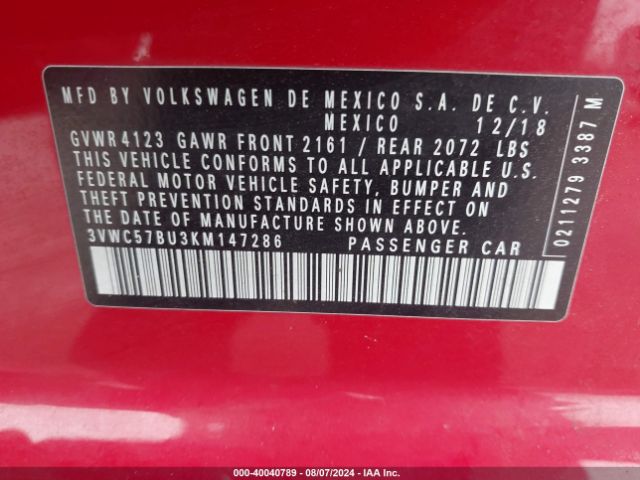 MFD BY VOLKSWAGEN DE MEXICO S.A. DE C.V.
MEXICO 12/18
GVWR 4123 GAWR FRONT 2161 / REAR 2072 LBS
THIS VEHICLE CONFORMS TO ALL APPLICABLE U.S.
FEDERAL MOTOR VEHICLE SAFETY, BUMPER AND
THEFT PREVENTION STANDARDS IN EFFECT ON
THE DATE OF MANUFACTURE SHOWN ABOVE.
3VWC57BU3KM147286 PASSENGER CAR
0211279 3387 M
000-40040789 - 08/07/2024 - IAA Inc.